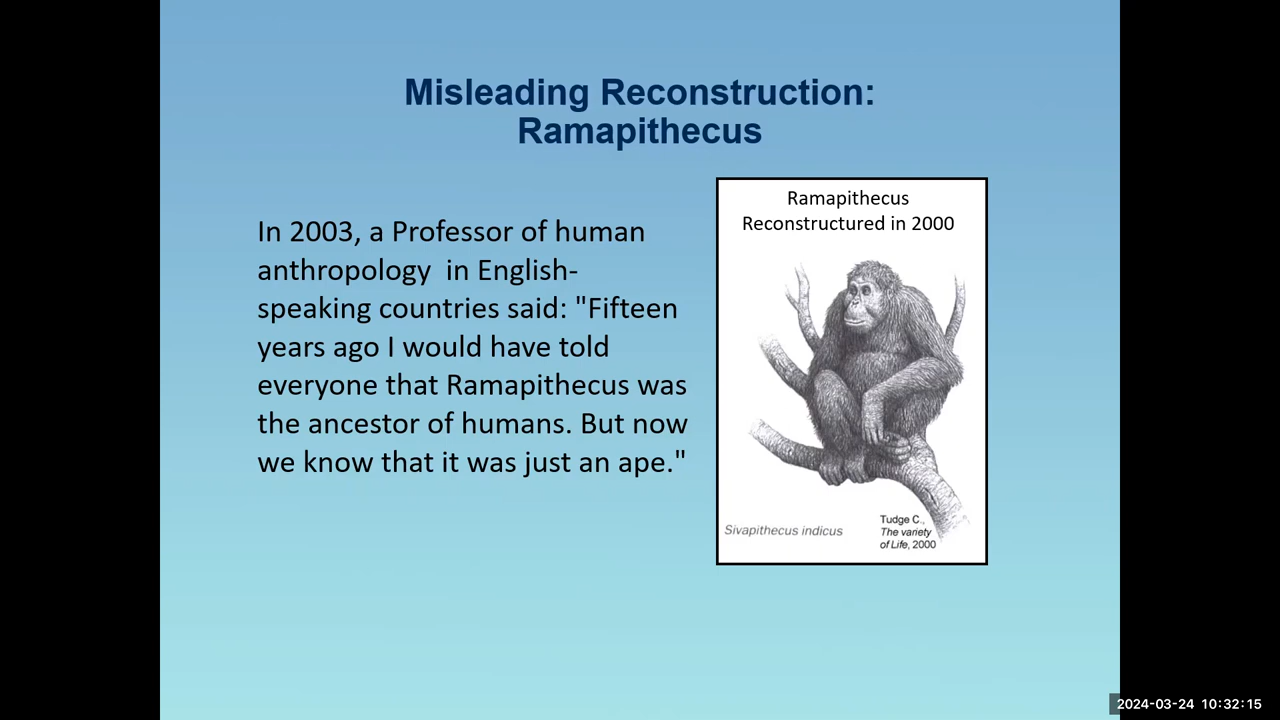 Misleading Reconstruction:
Ramapithecus
In 2003, a Professor of human
anthropology  in English-
speaking countries said: "Fifteen
years ago I would have told
everyone that Ramapithecus was
the ancestor of humans. But now
we know that it was just an ape."
Ramapithecus
Reconstructured in 2000
Sivapithecus indicus
Tudge C.,
The variety
of Life, 2000
2024-03-24 10:32:15